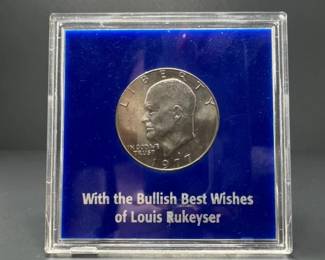 LIBERTY
IN GOD WE
TRUST
1977
With the Bullish Best Wishes
of Louis Rukeyser